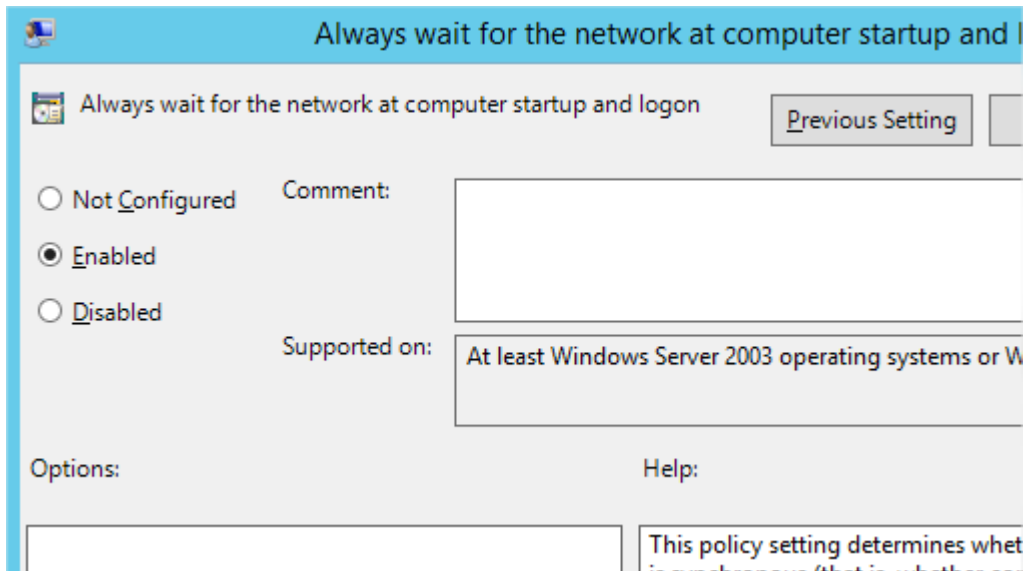 Always wait for the network at computer startup and
Always wait for the network at computer startup and logon
Previous Setting
Not Configured
Comment:
Enabled
Disabled
Supported on:
At least Windows Server 2003 operating systems or W
Options:
Help:
This policy setting determines whet